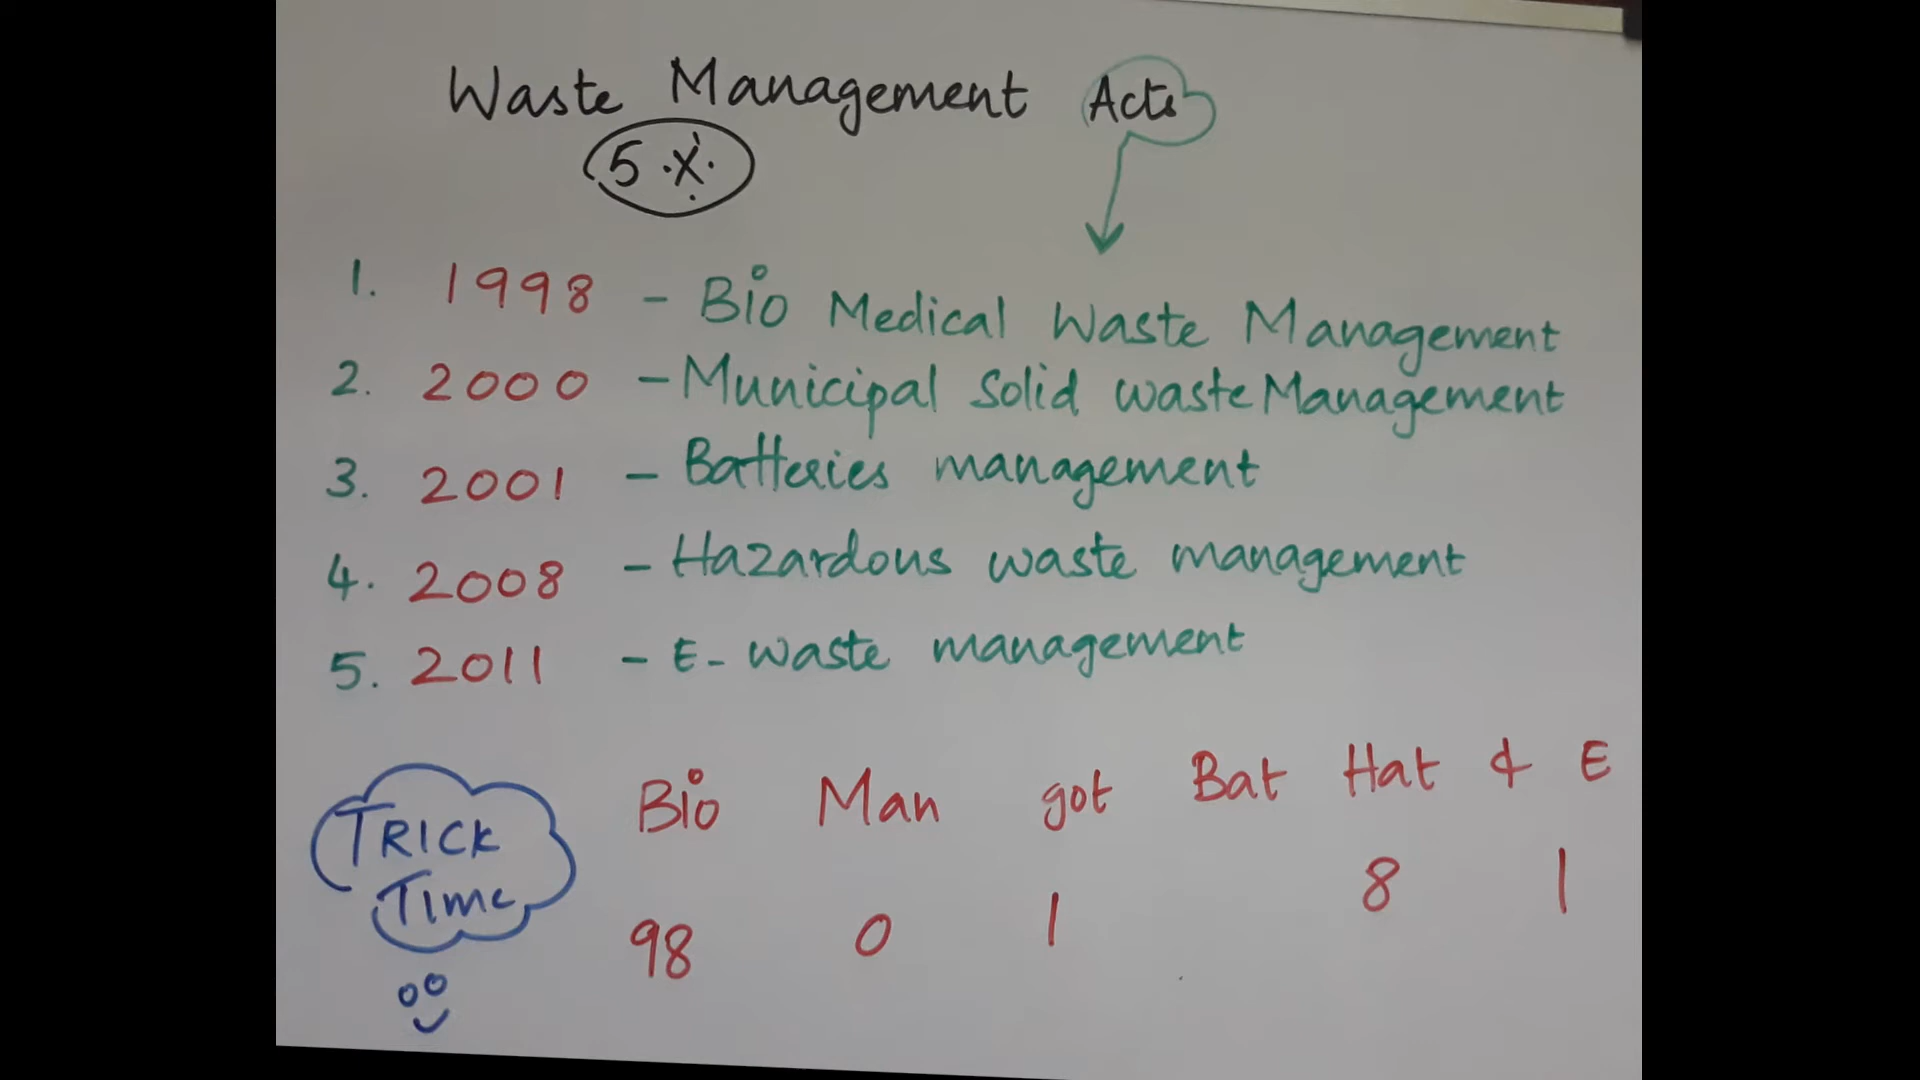 Waste Management Acts
5 .X.
1. 1998 - Bio Medical Waste Management
2. 2000 - Municipal Solid waste Management
3. 2001 - Batteries management
4. 2008 - Hazardous waste management
5. 2011 - E- waste management
TRICK
TIME
Bio Man got Bat Hat & E
98 0 1 8 1